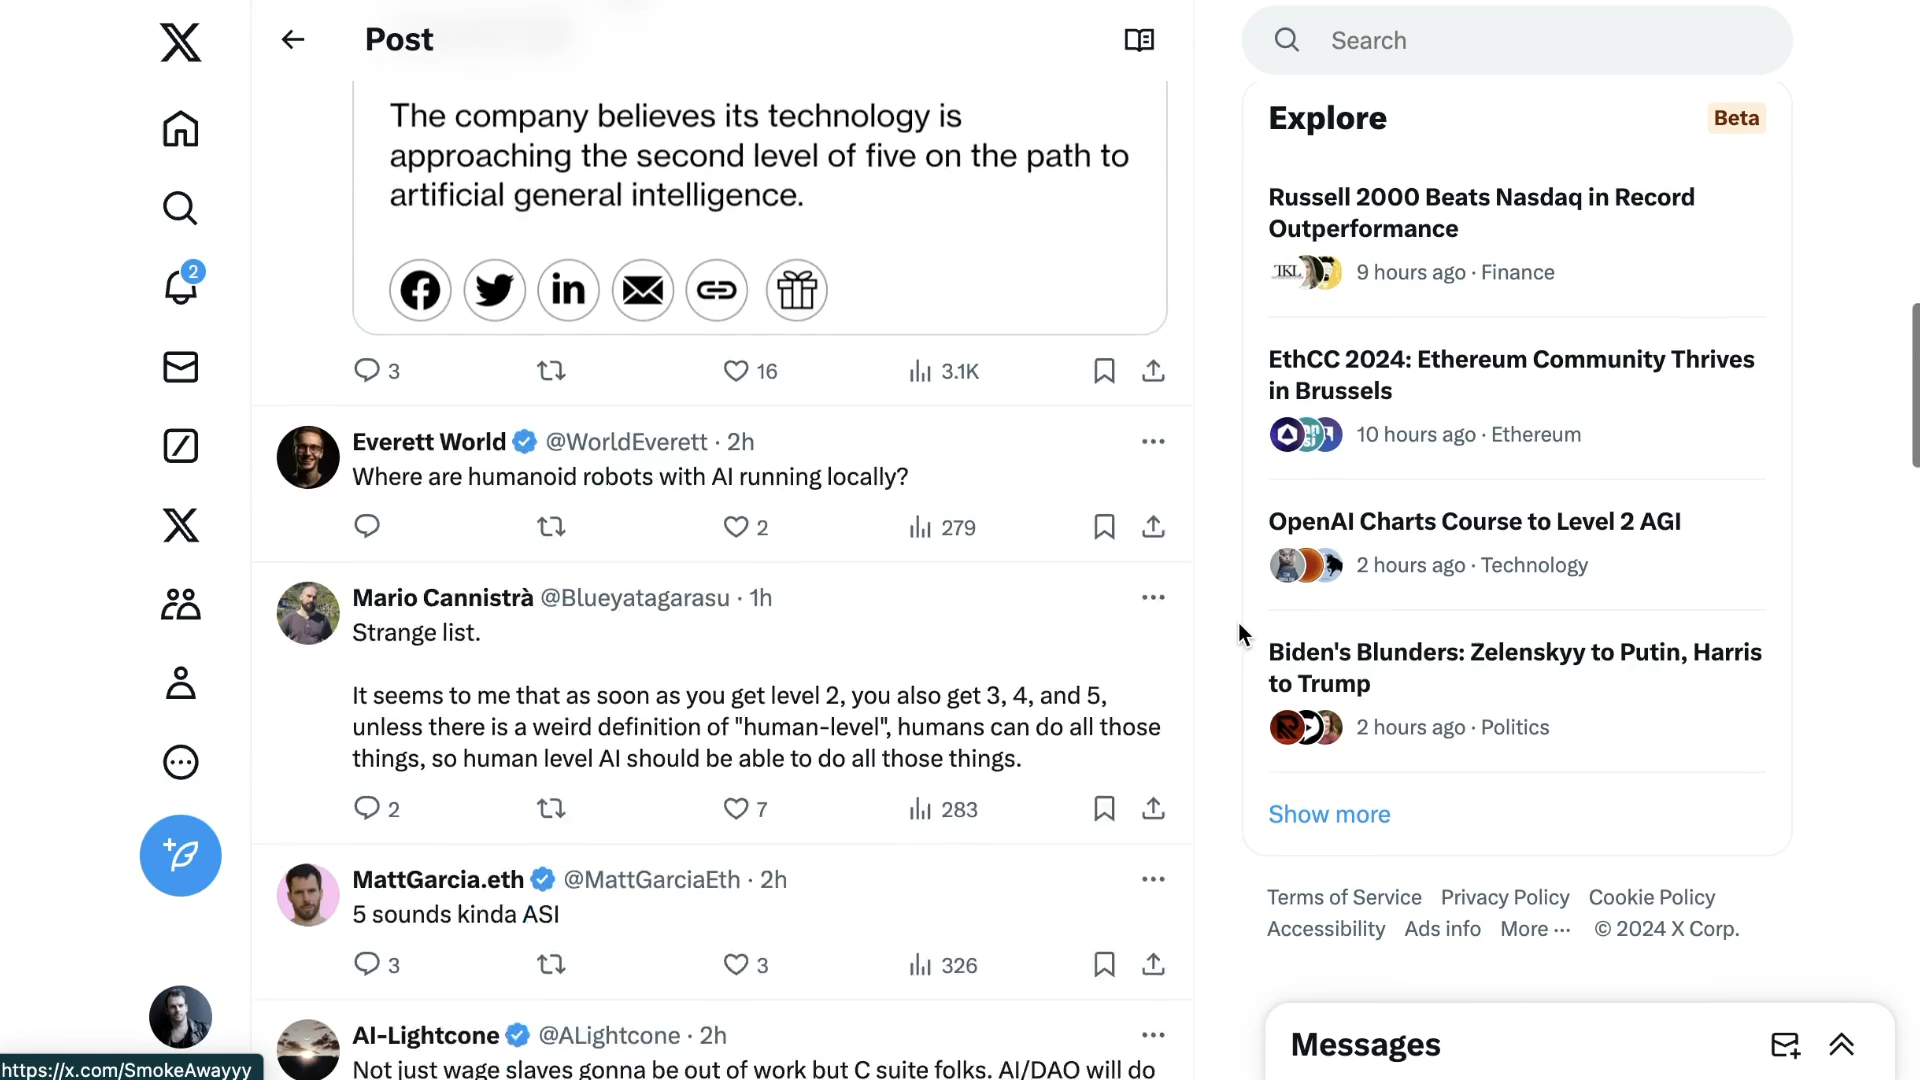 Post
The company believes its technology is
approaching the second level of five on the path to
artificial general intelligence.
3 16 3.1K
Everett World @WorldEverett · 2h
Where are humanoid robots with AI running locally?
2 279
Mario Cannistrà @Blueyatagarasu · 1h
Strange list.
It seems to me that as soon as you get level 2, you also get 3, 4, and 5,
unless there is a weird definition of "human-level", humans can do all those
things, so human level AI should be able to do all those things.
2 7 283
MattGarcia.eth @MattGarciaEth · 2h
5 sounds kinda ASI
3 3 326
AI-Lightcone @ALightcone · 2h
Not just wage slaves gonna be out of work but C suite folks. AI/DAO will do
2
https://x.com/SmokeAwayyy
Search
Explore
Beta
Russell 2000 Beats Nasdaq in Record
Outperformance
9 hours ago · Finance
EthCC 2024: Ethereum Community Thrives
in Brussels
10 hours ago · Ethereum
OpenAI Charts Course to Level 2 AGI
2 hours ago · Technology
Biden's Blunders: Zelenskyy to Putin, Harris
to Trump
2 hours ago · Politics
Show more
Terms of Service Privacy Policy Cookie Policy
Accessibility Ads info More ··· © 2024 X Corp.
Messages